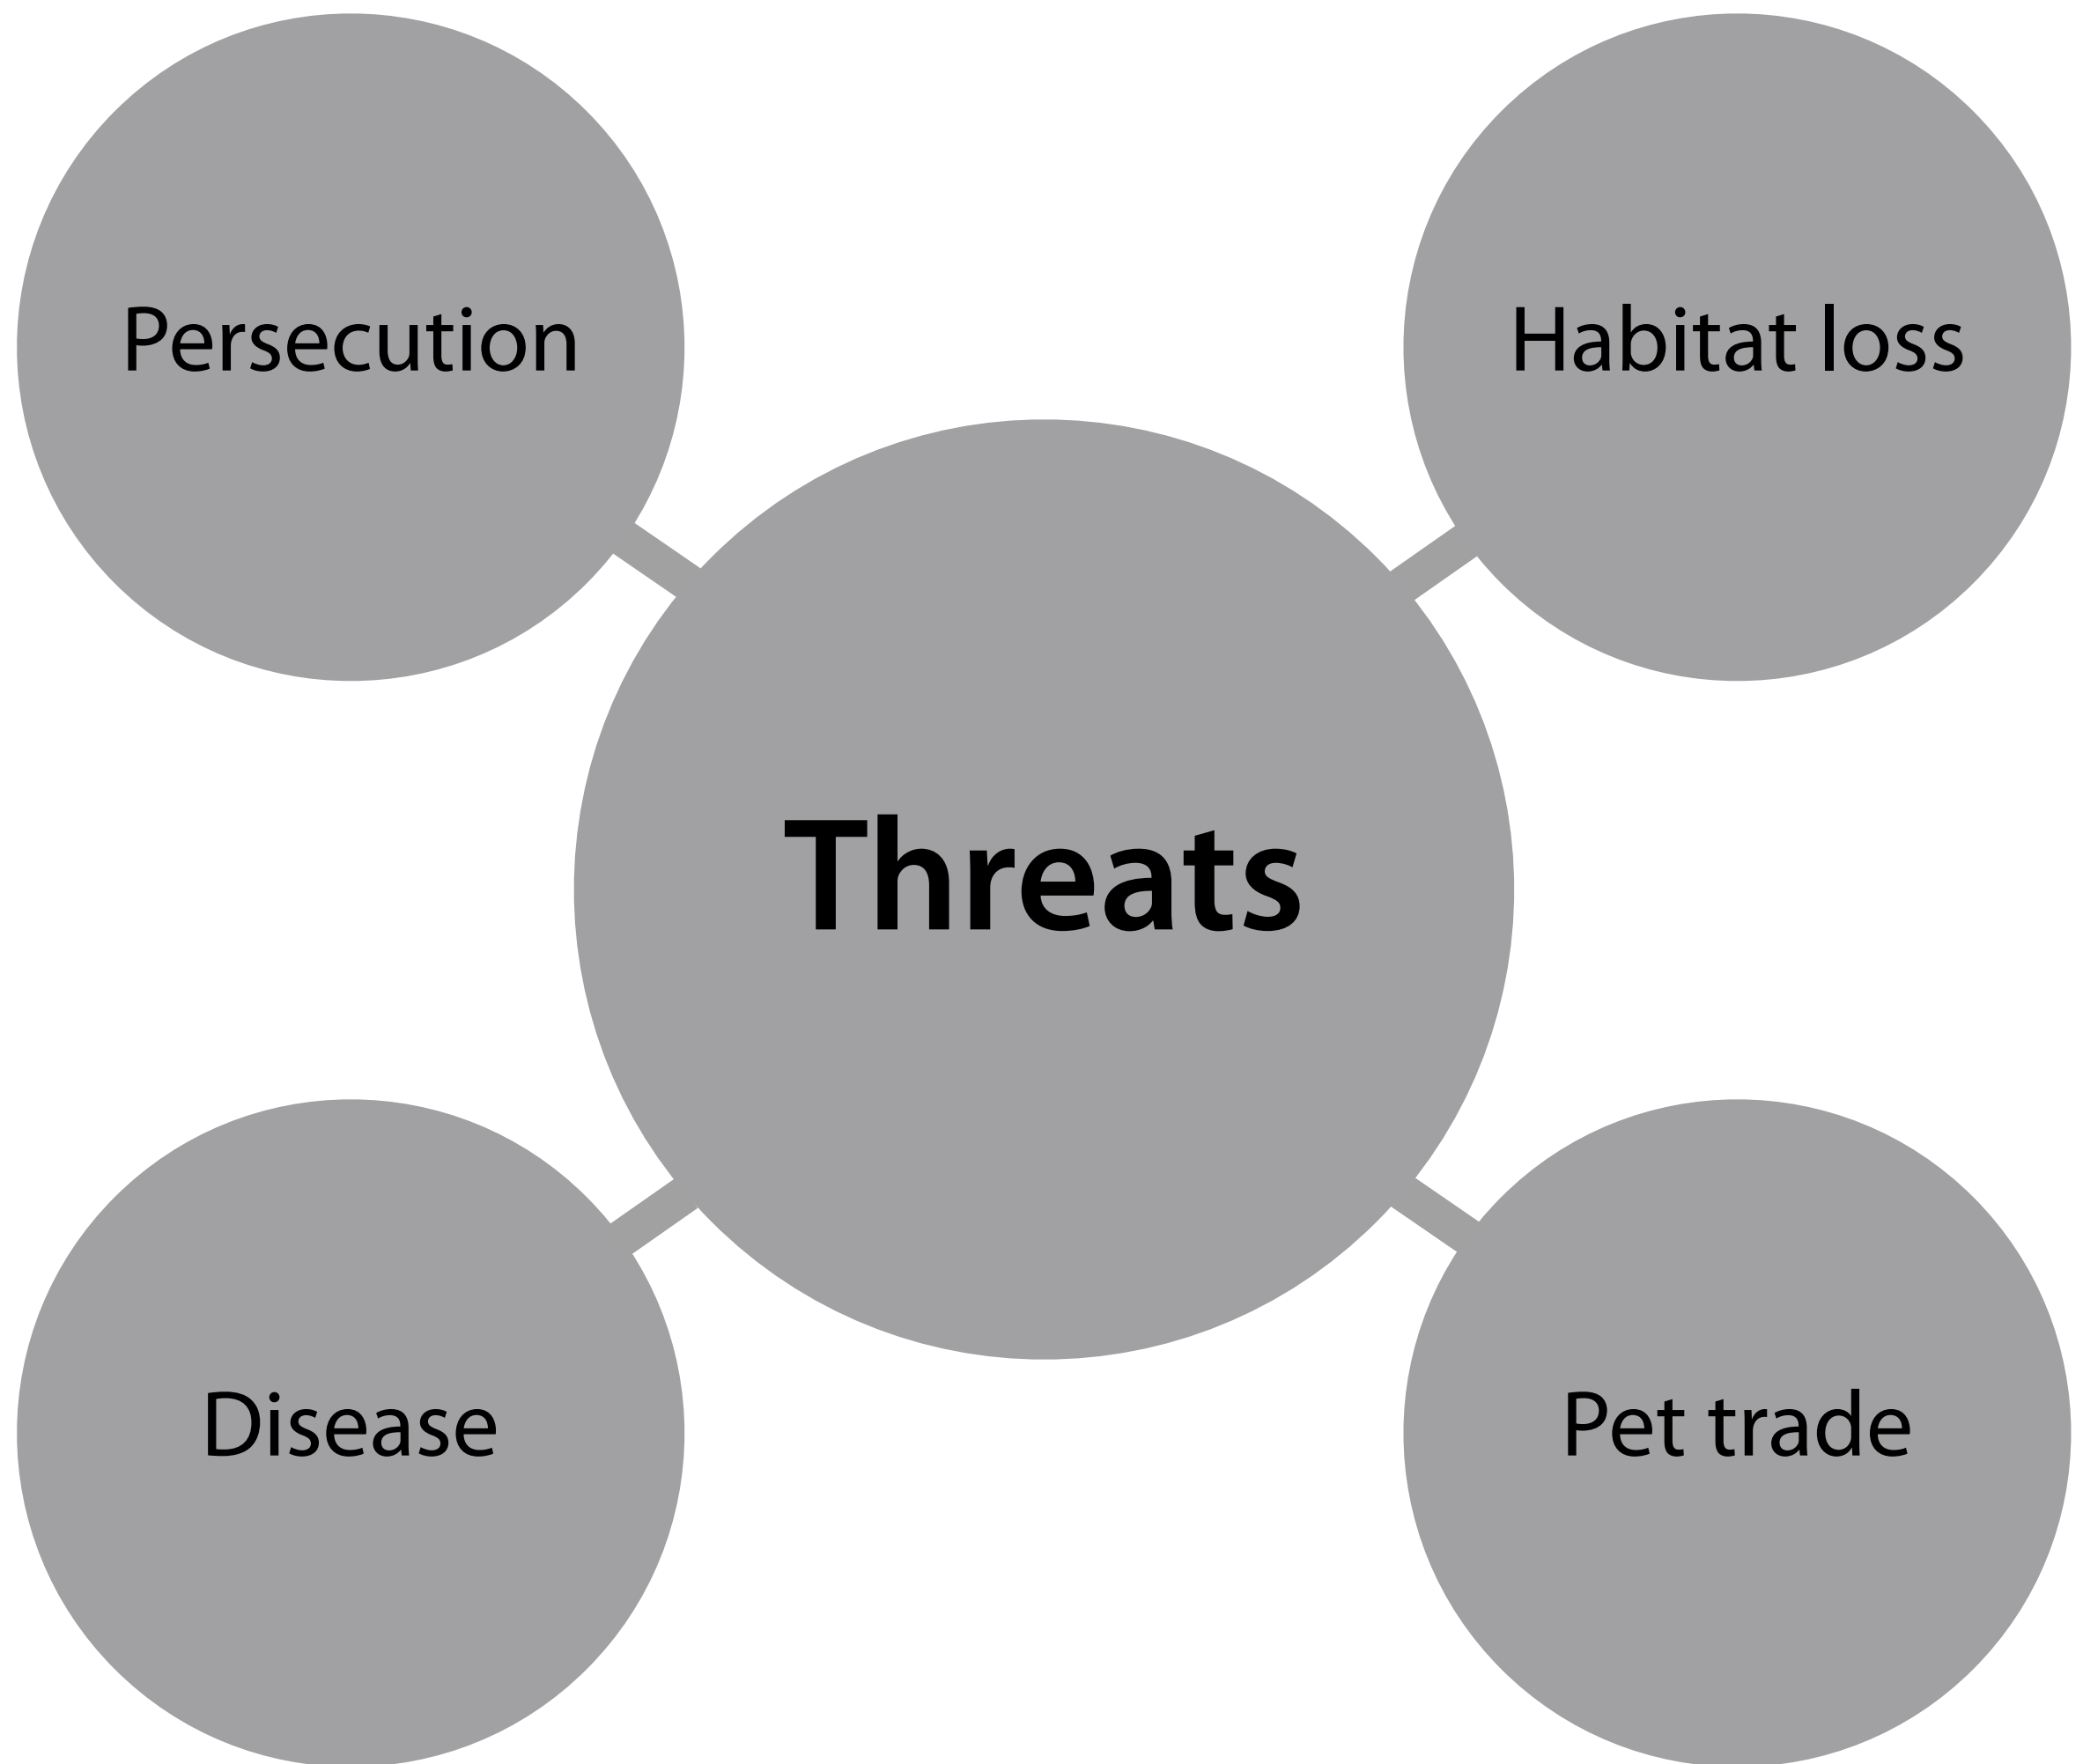 Persecution
Habitat loss
Threats
Disease
Pet trade